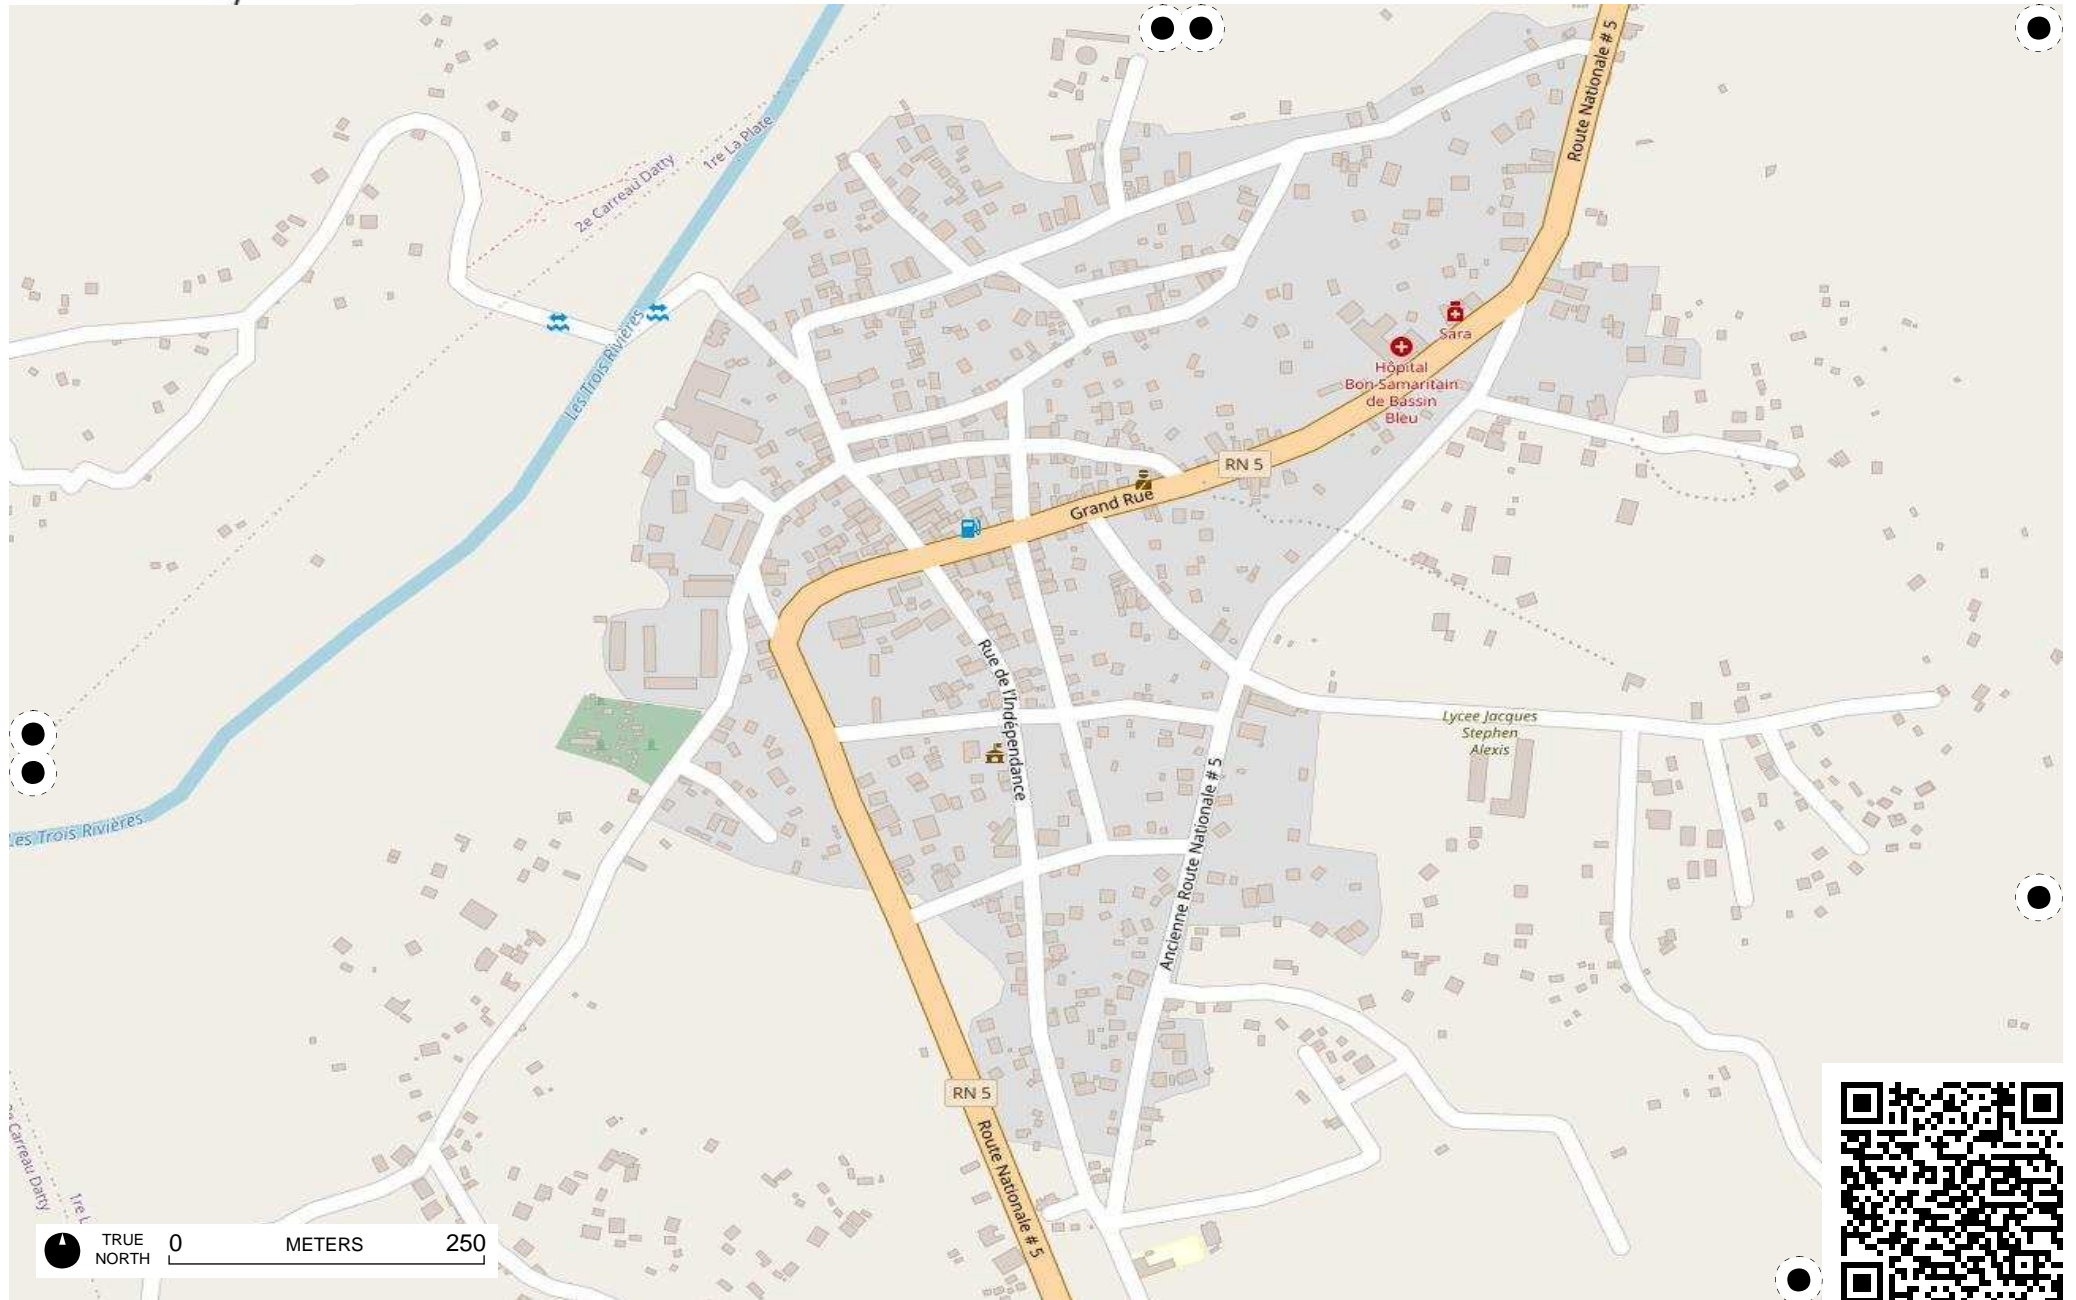 Route Nationale # 5
1re La Plate
2e Carreau Datty
Les Trois Rivières
Sara
Hôpital
Bon Samaritain
de Bassin
Bleu
RN 5
Grand Rue
Rue de l'Indépendance
Lycee Jacques
Stephen
Alexis
Ancienne Route Nationale # 5
Les Trois Rivières
RN 5
Route Nationale # 5
Carreau Datty
1re L
TRUE
NORTH
0 METERS 250